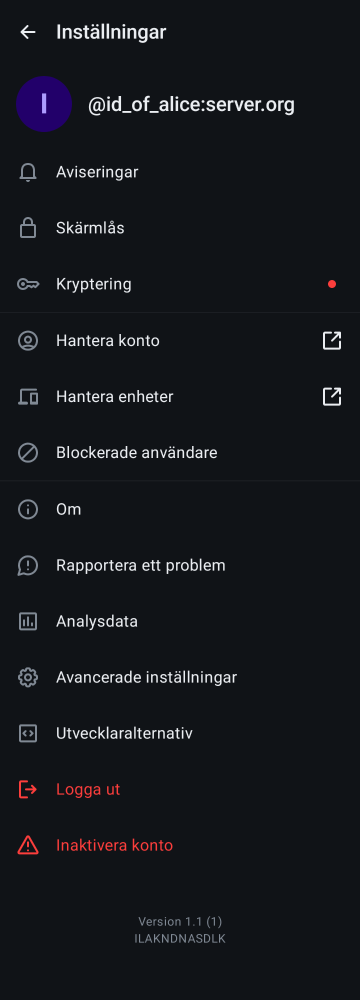 Inställningar
I
@id_of_alice:server.org
Aviseringar
Skärmlås
Kryptering
Hantera konto
Hantera enheter
Blockerade användare
Om
Rapportera ett problem
Analysdata
Avancerade inställningar
Utvecklaralternativ
Logga ut
Inaktivera konto
Version 1.1 (1)
ILAKNDNASDLK